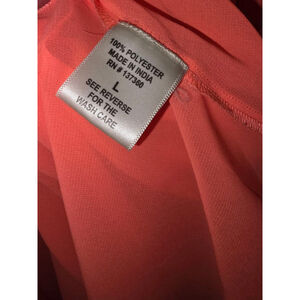 100% POLYESTER
MADE IN INDIA
RN # 137360
L
SEE REVERSE
FOR THE
WASH CARE